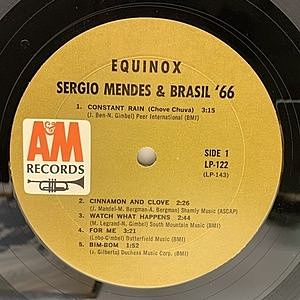 EQUINOX
SERGIO MENDES & BRASIL '66
1. CONSTANT RAIN (Chove Chuva) 3:15
(J. Ben-N. Gimbel) Peer International (BMI)
A&M
RECORDS
SIDE 1
LP-122
(LP-143)
2. CINNAMON AND CLOVE 2:26
(J. Mandel-M. Bergman-A. Bergman) Shamly Music (ASCAP)
3. WATCH WHAT HAPPENS 2:44
(M. Legrand-N. Gimbel) South Mountain Music (BMI)
4. FOR ME 3:21
(Lobo-Gimbel) Butterfield Music (BMI)
5. BIM-BOM 1:52
(J. Gilberto) Duchess Music Corp. (BMI)